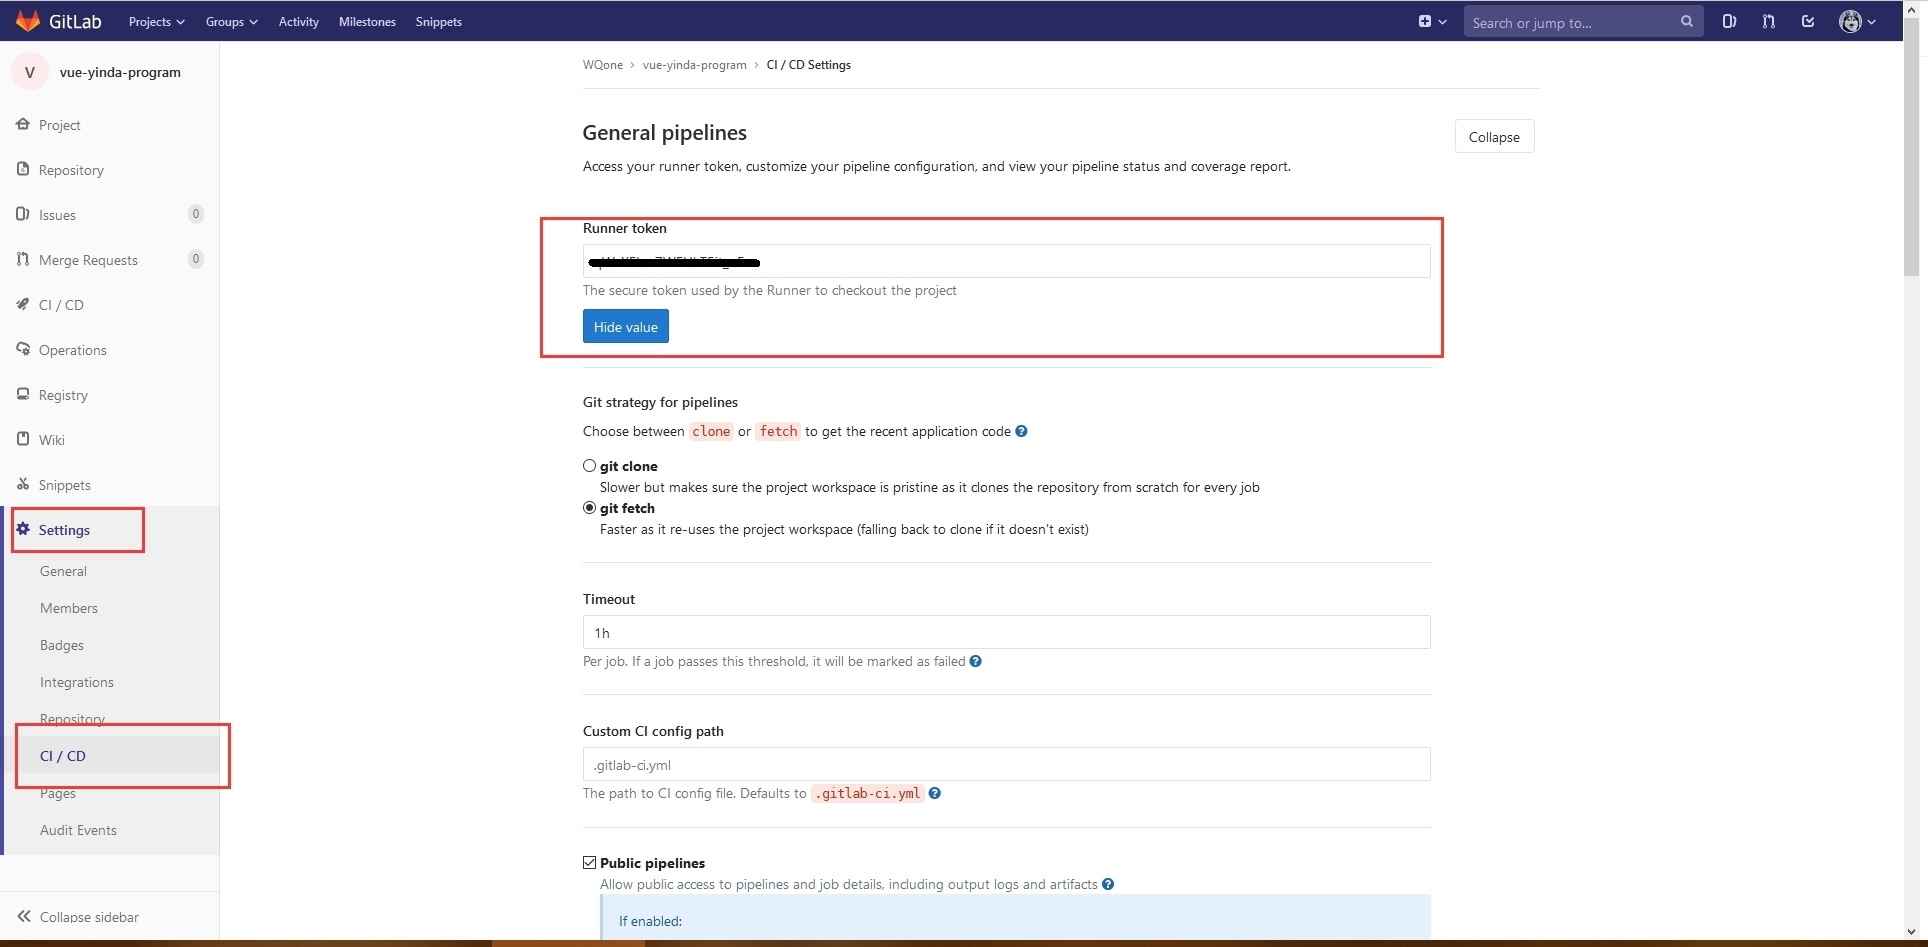 GitLab Projects Groups Activity Milestones Snippets Search or jump to...
V vue-yinda-program
Project
Repository
Issues 0
Merge Requests 0
CI / CD
Operations
Registry
Wiki
Snippets
Settings
General
Members
Badges
Integrations
Repository
CI / CD
Pages
Audit Events
Collapse sidebar
WQone > vue-yinda-program > CI / CD Settings
General pipelines
Collapse
Access your runner token, customize your pipeline configuration, and view your pipeline status and coverage report.
Runner token
The secure token used by the Runner to checkout the project
Hide value
Git strategy for pipelines
Choose between clone or fetch to get the recent application code
git clone
Slower but makes sure the project workspace is pristine as it clones the repository from scratch for every job
git fetch
Faster as it re-uses the project workspace (falling back to clone if it doesn't exist)
Timeout
1h
Per job. If a job passes this threshold, it will be marked as failed
Custom CI config path
.gitlab-ci.yml
The path to CI config file. Defaults to .gitlab-ci.yml
Public pipelines
Allow public access to pipelines and job details, including output logs and artifacts
If enabled: